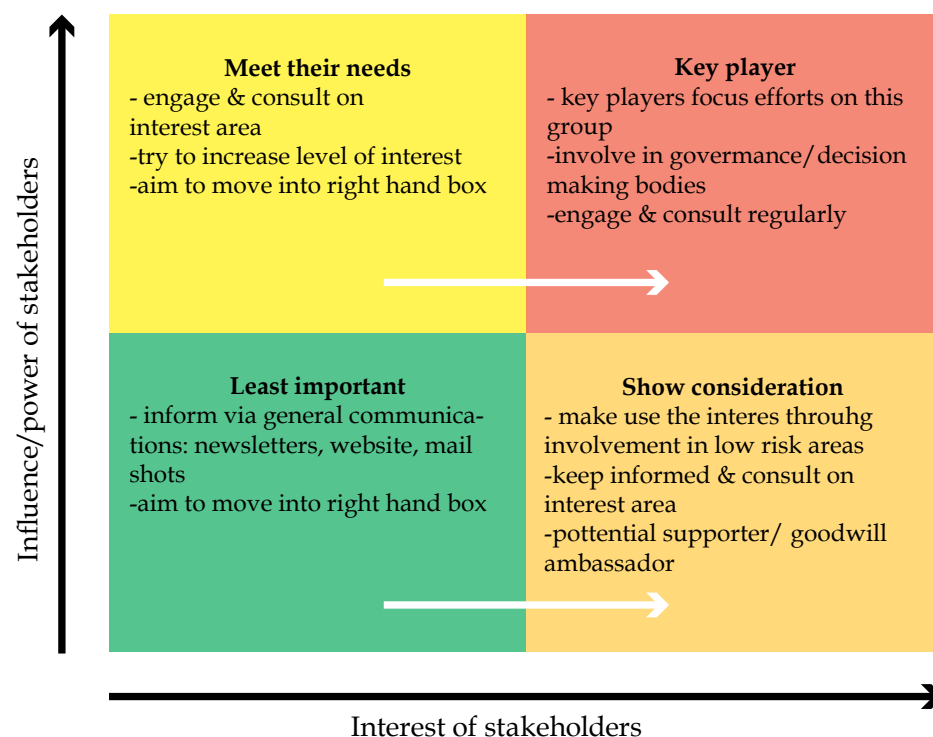 Influence/power of stakeholders
Meet their needs
- engage & consult on
interest area
-try to increase level of interest
-aim to move into right hand box
Key player
- key players focus efforts on this
group
-involve in govermance/decision
making bodies
-engage & consult regularly
Least important
- inform via general communica-
tions: newsletters, website, mail
shots
-aim to move into right hand box
Show consideration
- make use the interes throuhg
involvement in low risk areas
-keep informed & consult on
interest area
-pottential supporter/ goodwill
ambassador
Interest of stakeholders